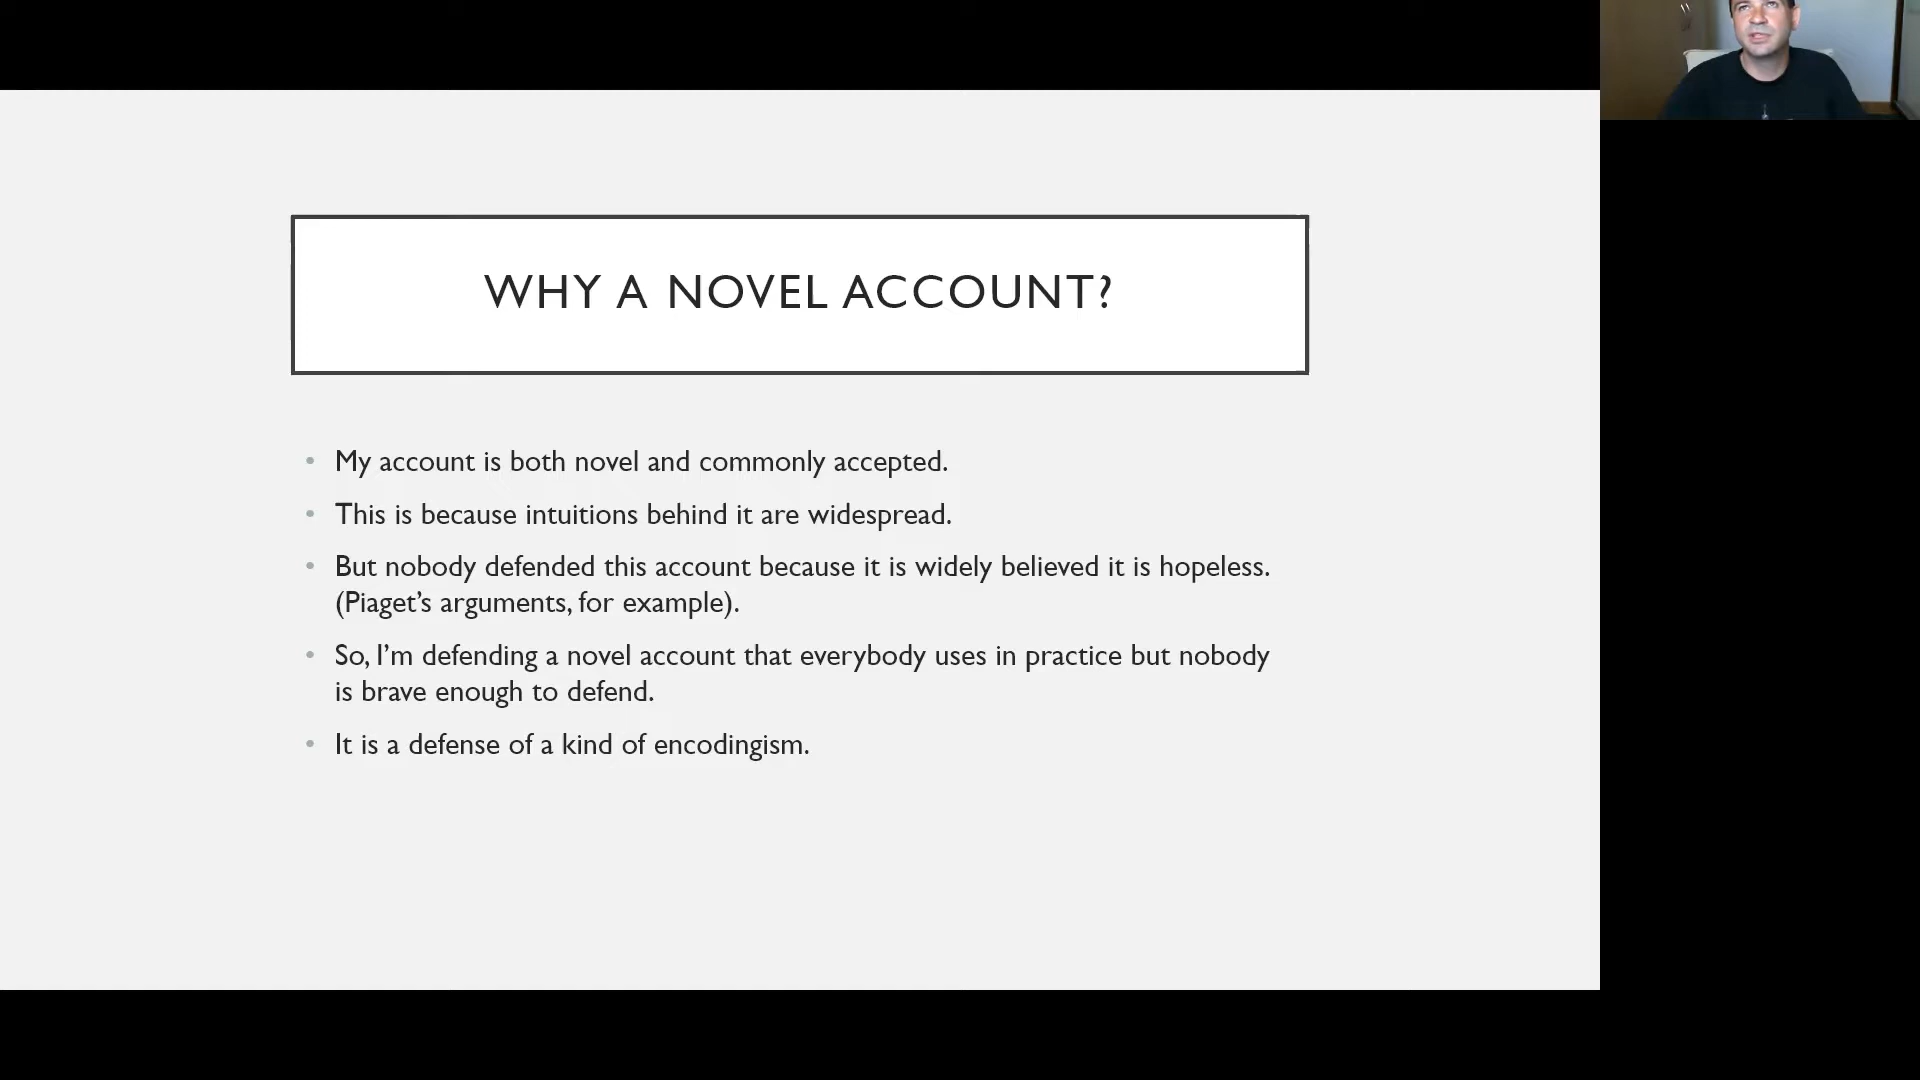 WHY A NOVEL ACCOUNT?
• My account is both novel and commonly accepted.
• This is because intuitions behind it are widespread.
• But nobody defended this account because it is widely believed it is hopeless.
(Piaget’s arguments, for example).
• So, I’m defending a novel account that everybody uses in practice but nobody
is brave enough to defend.
• It is a defense of a kind of encodingism.